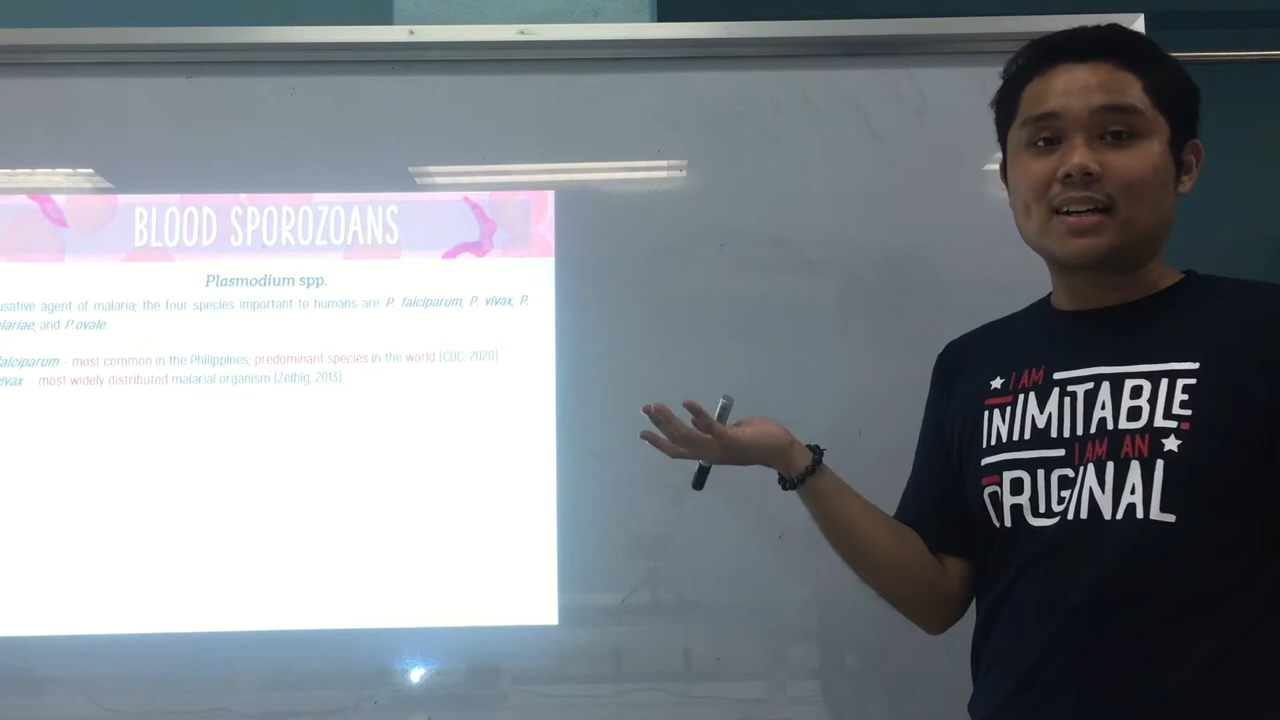 BLOOD SPOROZOANS
Plasmodium spp.
usative agent of malaria; the four species important to humans are P. falciparum, P. vivax, P.
lariae, and P.ovale.
alciparum - most common in the Philippines; predominant species in the world [CDC, 2020]
ivax - most widely distributed malarial organism [Zeibig, 2013]
I AM
INIMITABLE
I AM AN
ORIGINAL